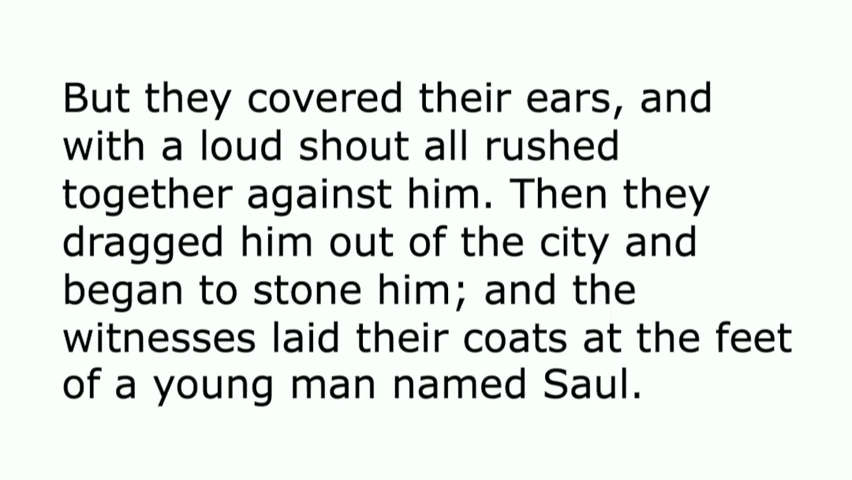 But they covered their ears, and
with a loud shout all rushed
together against him. Then they
dragged him out of the city and
began to stone him; and the
witnesses laid their coats at the feet
of a young man named Saul.